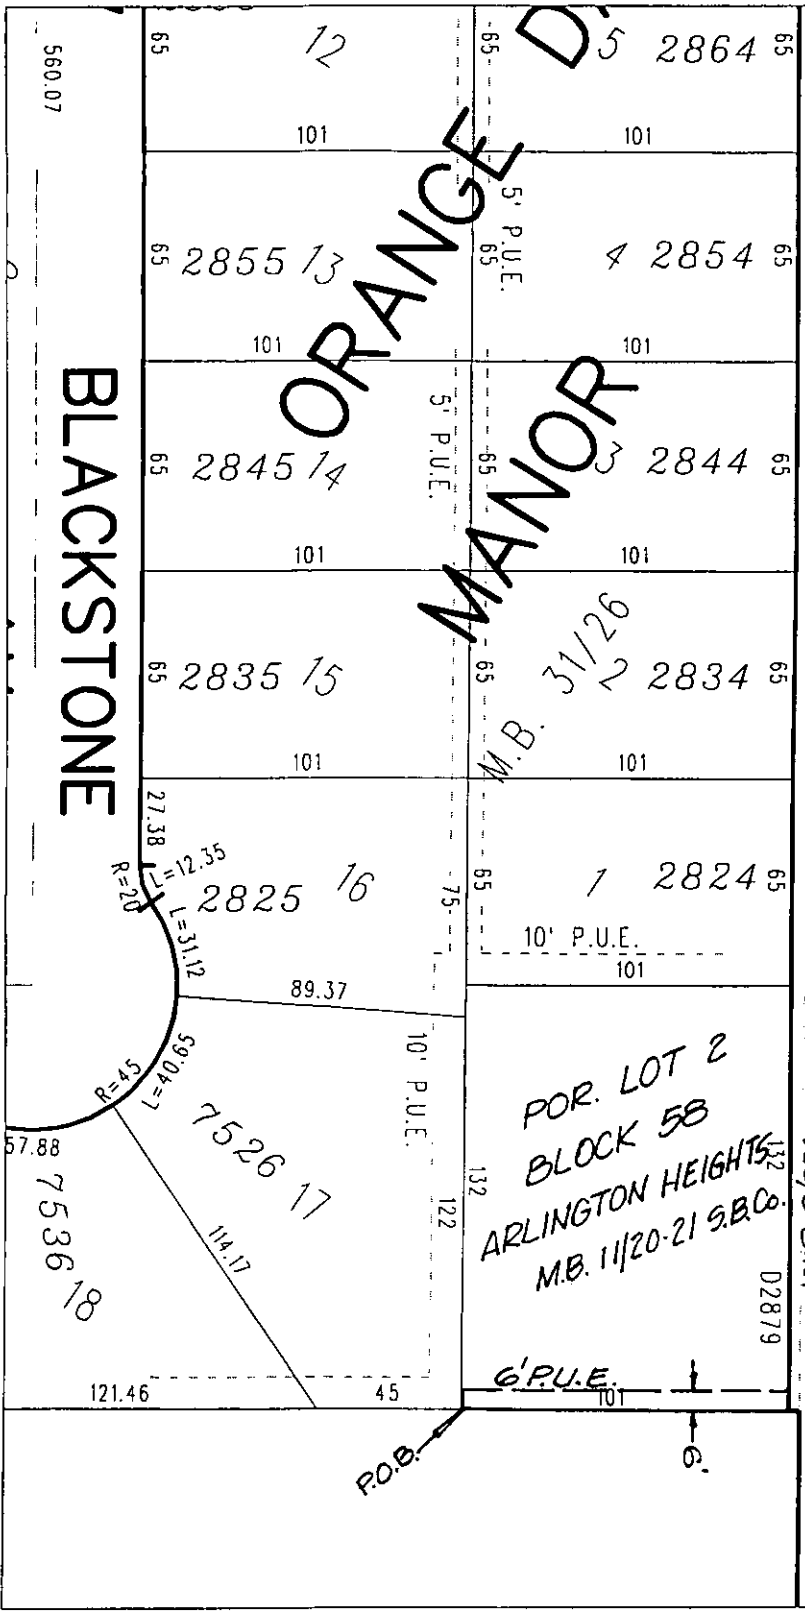 560.07
65
12
65
5 2864
65
101
101
ORANGE
65
2855 13
65
5' P.U.E.
4 2854
65
101
101
MANOR
65
2845 14
5' P.U.E.
65
3 2844
65
101
101
BLACKSTONE
M.B. 31/26
65
2835 15
65
2 2834
65
101
101
27.38
L=12.35
R=20
2825 16
L=31.12
75
65
1 2824
65
10' P.U.E.
101
89.37
10' P.U.E.
R=45
L=40.65
57.88
7526 17
7536 18
114.17
122
132
POR. LOT 2
BLOCK 58
ARLINGTON HEIGHTS
M.B. 11/20-21 S.B.Co.
132
D2879
6' P.U.E.
121.46
45
101
P.O.B.
6'